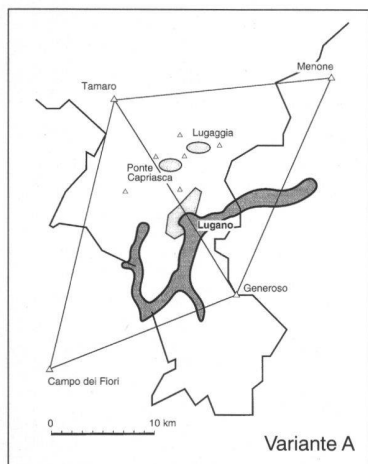 Menone
Tamaro
Lugaggia
Ponte
Capriasca
Lugano
Generoso
Campo dei Fiori
0 10 km
Variante A